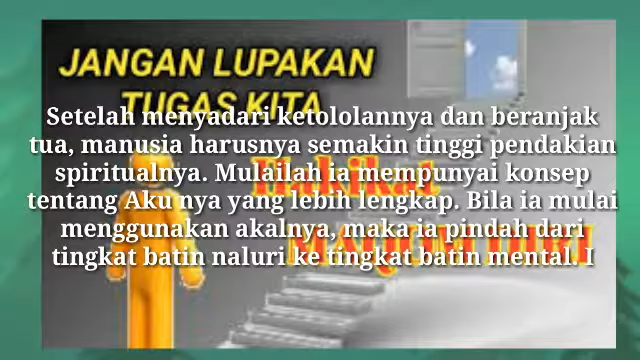 JANGAN LUPAKAN
TUGAS KITA
Setelah menyadari ketololannya dan beranjak
tua, manusia harusnya semakin tinggi pendakian
spiritualnya. Mulailah ia mempunyai konsep
tentang Aku nya yang lebih lengkap. Bila ia mulai
menggunakan akalnya, maka ia pindah dari
tingkat batin naluri ke tingkat batin mental. I
Hakikat